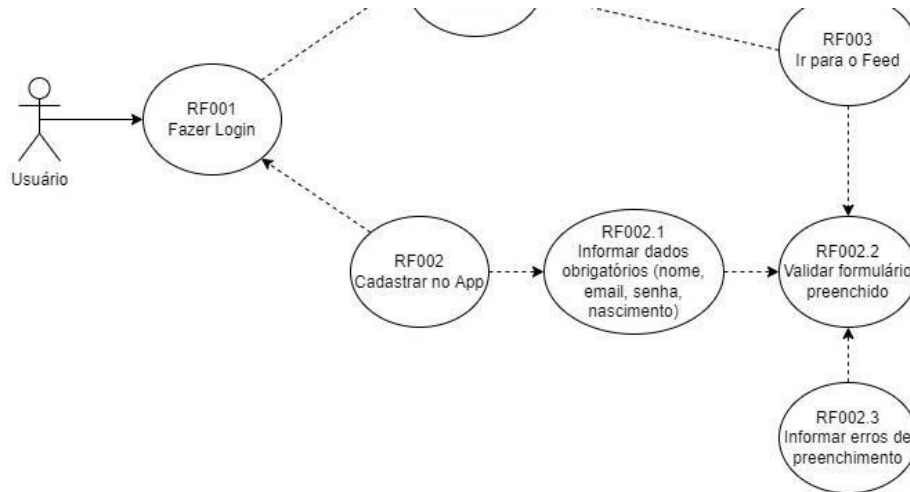 RF003
Ir para o Feed
RF001
Fazer Login
Usuário
RF002
Cadastrar no App
RF002.1
Informar dados
obrigatórios (nome,
email, senha,
nascimento)
RF002.2
Validar formulário
preenchido
RF002.3
Informar erros de
preenchimento